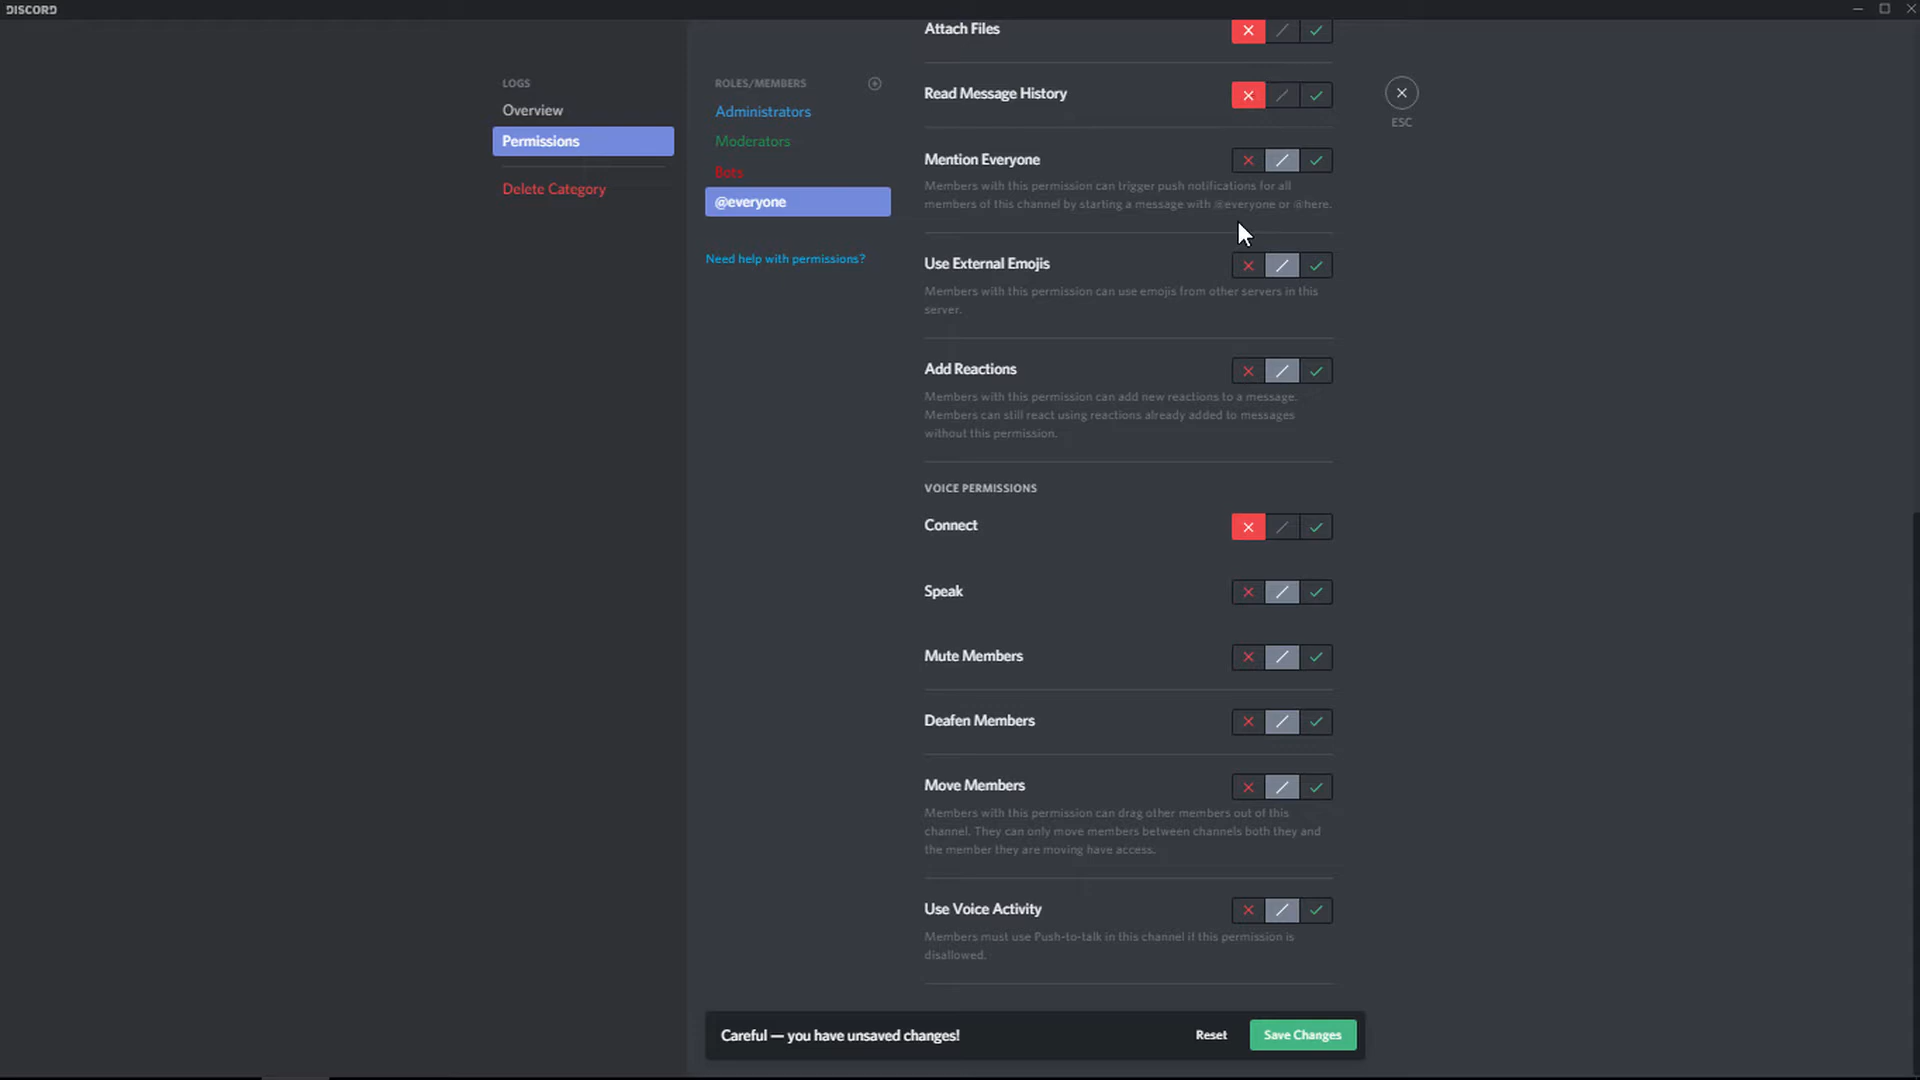 DISCORD
LOGS
Overview
Permissions
Delete Category
ROLES/MEMBERS
Administrators
Moderators
Bots
@everyone
Need help with permissions?
Attach Files
Read Message History
Mention Everyone
Members with this permission can trigger push notifications for all
members of this channel by starting a message with @everyone or @here.
Use External Emojis
Members with this permission can use emojis from other servers in this
server.
Add Reactions
Members with this permission can add new reactions to a message.
Members can still react using reactions already added to messages
without this permission.
VOICE PERMISSIONS
Connect
Speak
Mute Members
Deafen Members
Move Members
Members with this permission can drag other members out of this
channel. They can only move members between channels both they and
the member they are moving have access.
Use Voice Activity
Members must use Push-to-talk in this channel if this permission is
disallowed.
ESC
Careful — you have unsaved changes!
Reset
Save Changes